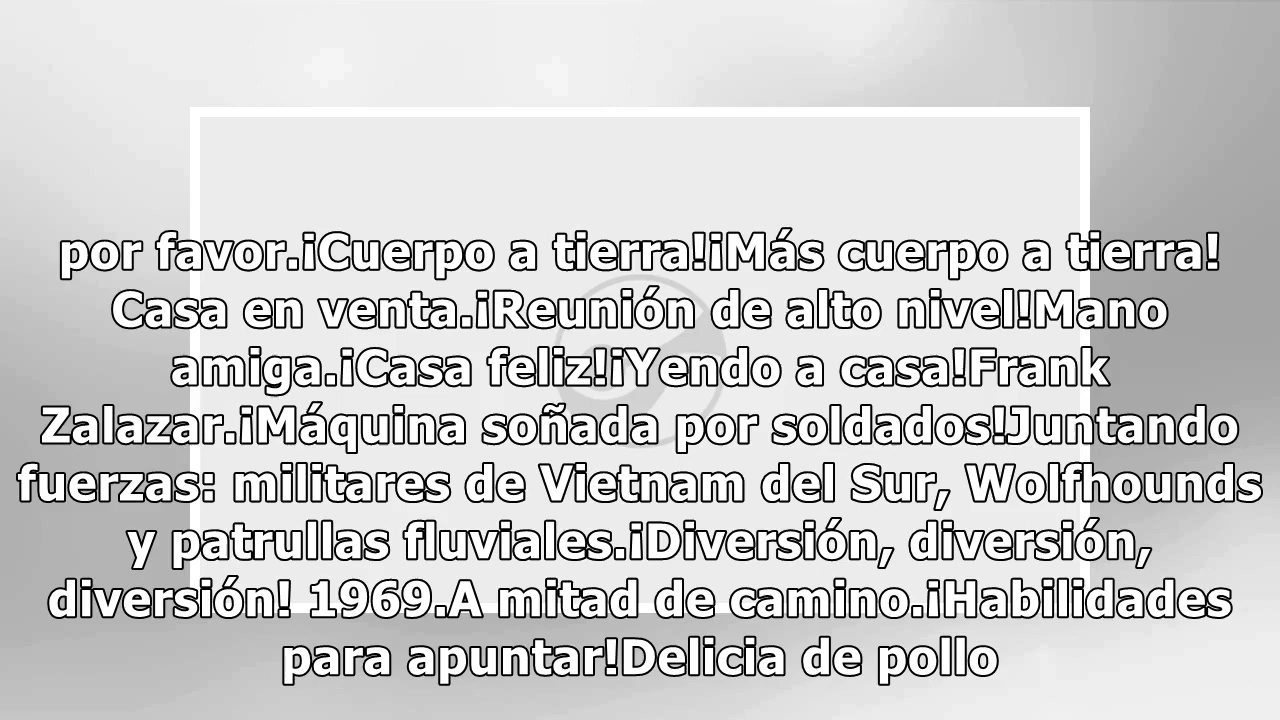 por favor.¡Cuerpo a tierra!¡Más cuerpo a tierra!
Casa en venta.¡Reunión de alto nivel!Mano
amiga.¡Casa feliz!¡Yendo a casa!Frank
Zalazar.¡Máquina soñada por soldados!Juntando
fuerzas: militares de Vietnam del Sur, Wolfhounds
y patrullas fluviales.¡Diversión, diversión,
diversión! 1969.A mitad de camino.¡Habilidades
para apuntar!Delicia de pollo